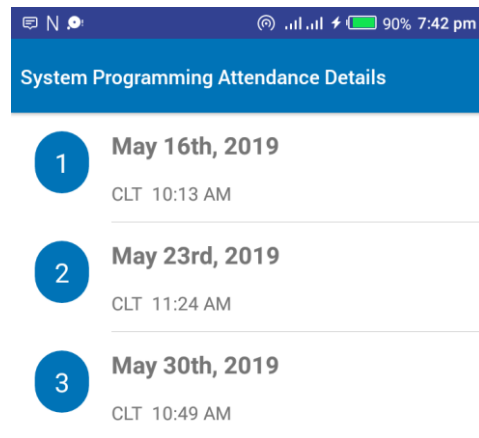 N 90% 7:42 pm
System Programming Attendance Details
1
May 16th, 2019
CLT 10:13 AM
2
May 23rd, 2019
CLT 11:24 AM
3
May 30th, 2019
CLT 10:49 AM